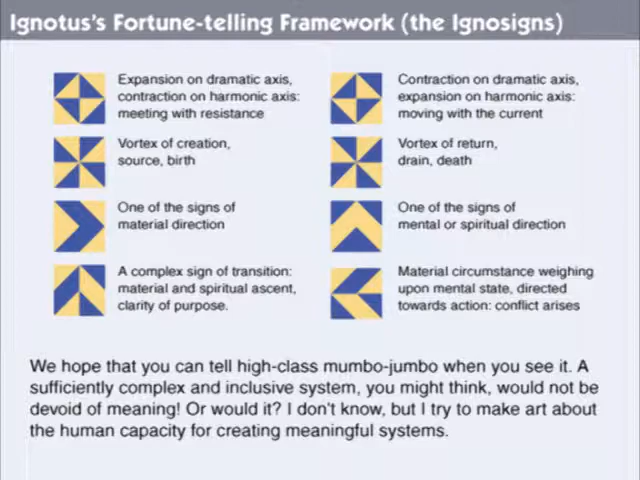 Ignotus's Fortune-telling Framework (the Ignosigns)
Expansion on dramatic axis,
contraction on harmonic axis:
meeting with resistance
Contraction on dramatic axis,
expansion on harmonic axis:
moving with the current
Vortex of creation,
source, birth
Vortex of return,
drain, death
One of the signs of
material direction
One of the signs of
mental or spiritual direction
A complex sign of transition:
material and spiritual ascent,
clarity of purpose.
Material circumstance weighing
upon mental state, directed
towards action: conflict arises
We hope that you can tell high-class mumbo-jumbo when you see it. A
sufficiently complex and inclusive system, you might think, would not be
devoid of meaning! Or would it? I don't know, but I try to make art about
the human capacity for creating meaningful systems.